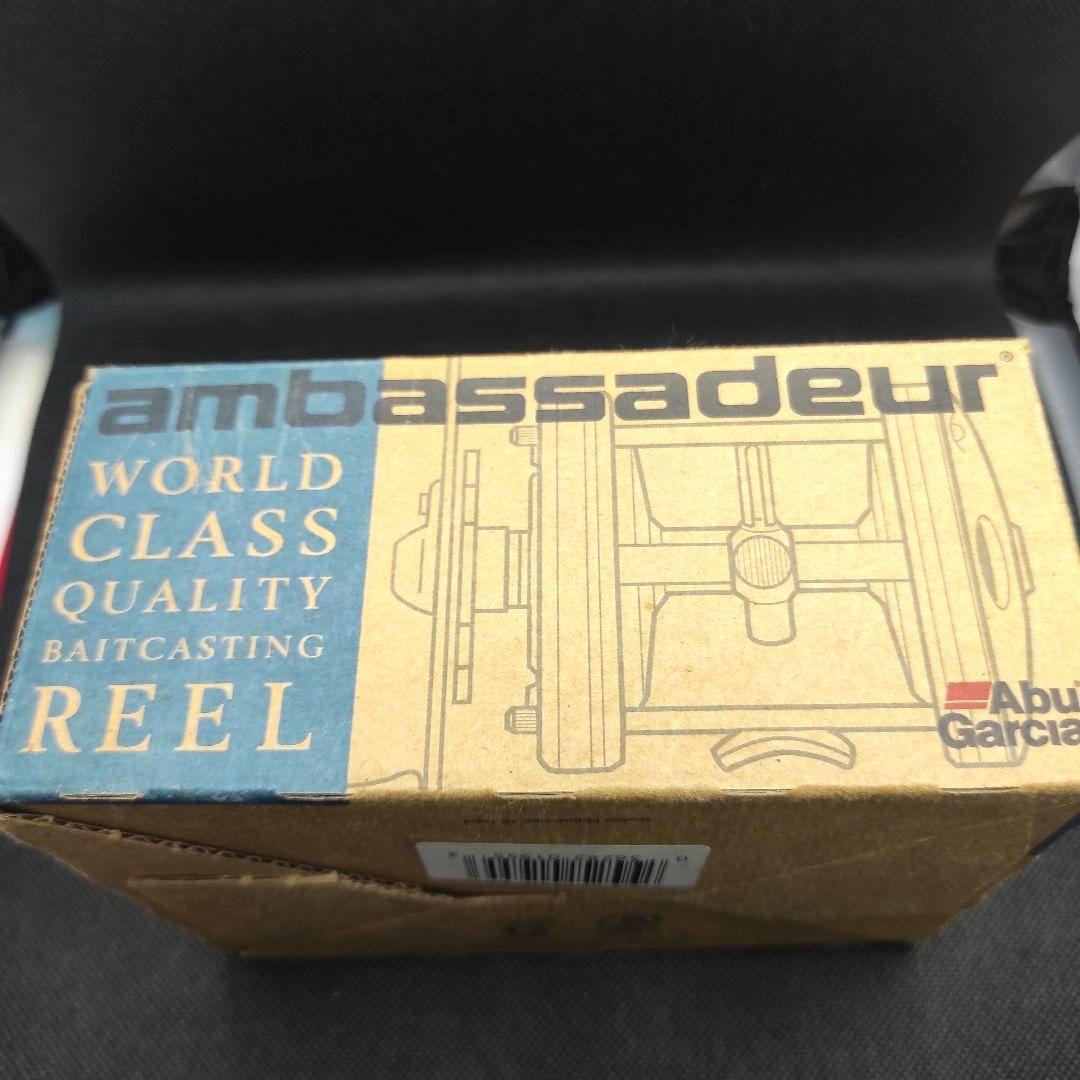 ambassadeur®
WORLD
CLASS
QUALITY
BAITCASTING
REEL
Abu
Garcia